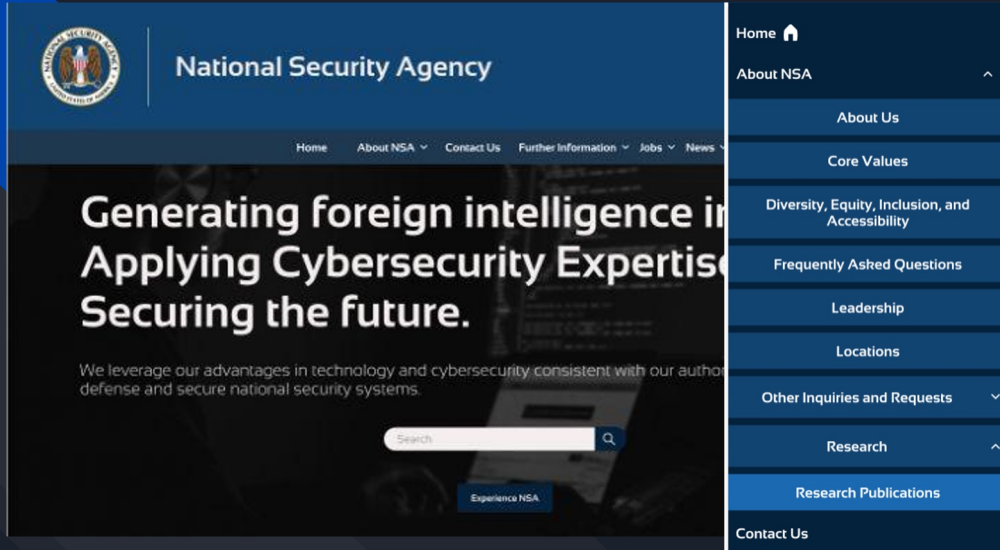 National Security Agency
Home About NSA Contact Us Further Information Jobs News
Generating foreign intelligence
Applying Cybersecurity Expertise
Securing the future.
We leverage our advantages in technology and cybersecurity consistent with our
defense and secure national security systems.
Search
Experience NSA
Home
About NSA
About Us
Core Values
Diversity, Equity, Inclusion, and
Accessibility
Frequently Asked Questions
Leadership
Locations
Other Inquiries and Requests
Research
Research Publications
Contact Us